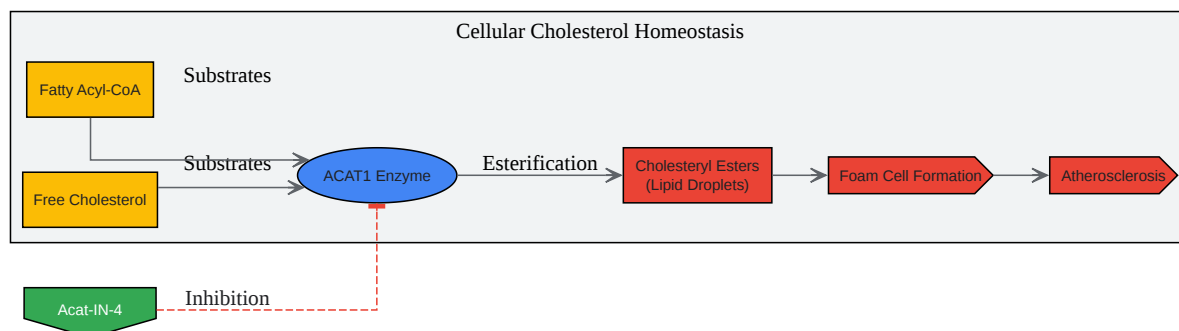 Cellular Cholesterol Homeostasis
Substrates
Fatty Acyl-CoA
Substrates
Free Cholesterol
ACAT1 Enzyme
Esterification
Cholesteryl Esters
(Lipid Droplets)
Foam Cell Formation
Atherosclerosis
Inhibition
Acat-IN-4